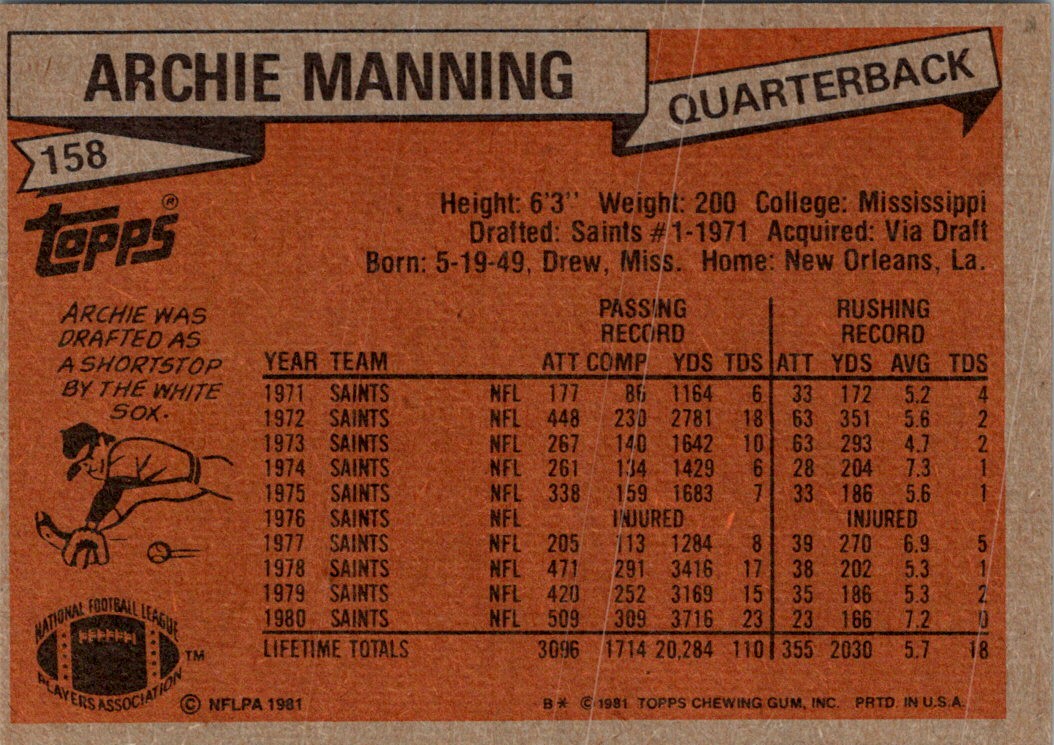 ARCHIE MANNING
QUARTERBACK
158
TOPPS®
Height: 6'3" Weight: 200 College: Mississippi
Drafted: Saints #1-1971 Acquired: Via Draft
Born: 5-19-49, Drew, Miss. Home: New Orleans, La.
ARCHIE WAS
DRAFTED AS
A SHORTSTOP
BY THE WHITE
SOX.
PASSING RUSHING
RECORD RECORD
YEAR TEAM ATT COMP YDS TDS ATT YDS AVG TDS
1971 SAINTS NFL 177 86 1164 6 33 172 5.2 4
1972 SAINTS NFL 448 230 2781 18 63 351 5.6 2
1973 SAINTS NFL 267 140 1642 10 63 293 4.7 2
1974 SAINTS NFL 261 134 1429 6 28 204 7.3 1
1975 SAINTS NFL 338 159 1683 7 33 186 5.6 1
1976 SAINTS NFL INJURED INJURED
1977 SAINTS NFL 205 113 1284 8 39 270 6.9 5
1978 SAINTS NFL 471 291 3416 17 38 202 5.3 1
1979 SAINTS NFL 420 252 3169 15 35 186 5.3 2
1980 SAINTS NFL 509 309 3716 23 23 166 7.2 0
LIFETIME TOTALS 3096 1714 20,284 110 355 2030 5.7 18
NATIONAL FOOTBALL LEAGUE
PLAYERS ASSOCIATION
TM
© NFLPA 1981
B* © 1981 TOPPS CHEWING GUM, INC. PRTD. IN U.S.A.